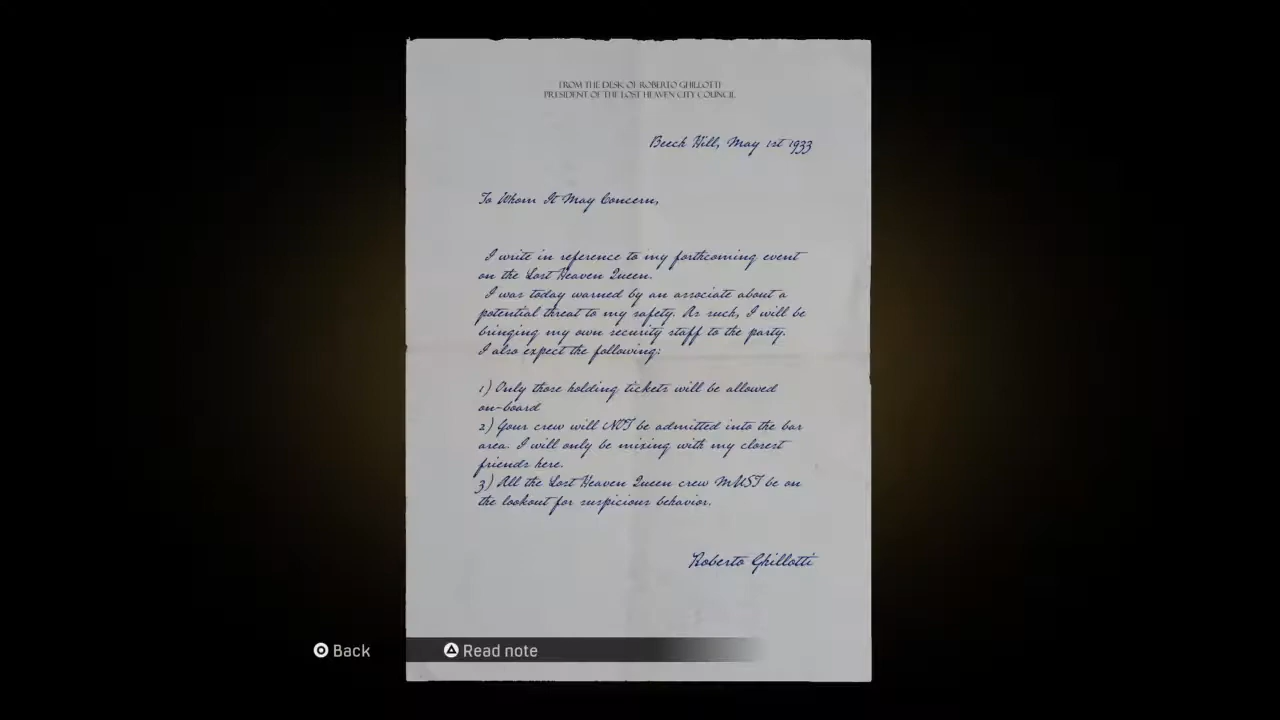 FROM THE DESK OF ROBERTO GHILLOTTI
PRESIDENT OF THE LOST HEAVEN CITY COUNCIL
Beech Hill, May 1st 1933
To Whom It May Concern,
I write in reference to my forthcoming event
on the Lost Heaven Queen.
I was today warned by an associate about a
potential threat to my safety. As such, I will be
bringing my own security staff to the party.
I also expect the following:
1) Only those holding tickets will be allowed
on-board
2) Your crew will NOT be admitted into the bar
area. I will only be mixing with my closest
friends here.
3) All the Lost Heaven Queen crew MUST be on
the lookout for suspicious behavior.
Roberto Ghillotti
Back
Read note